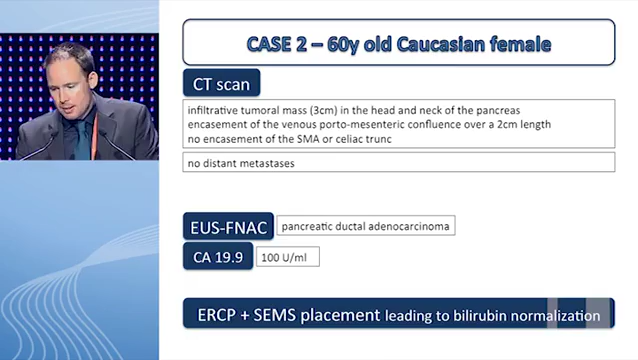 CASE 2 – 60y old Caucasian female
CT scan
infiltrative tumoral mass (3cm) in the head and neck of the pancreas
encasement of the venous porto-mesenteric confluence over a 2cm length
no encasement of the SMA or celiac trunc
no distant metastases
EUS-FNAC
pancreatic ductal adenocarcinoma
CA 19.9
100 U/ml
ERCP + SEMS placement leading to bilirubin normalization